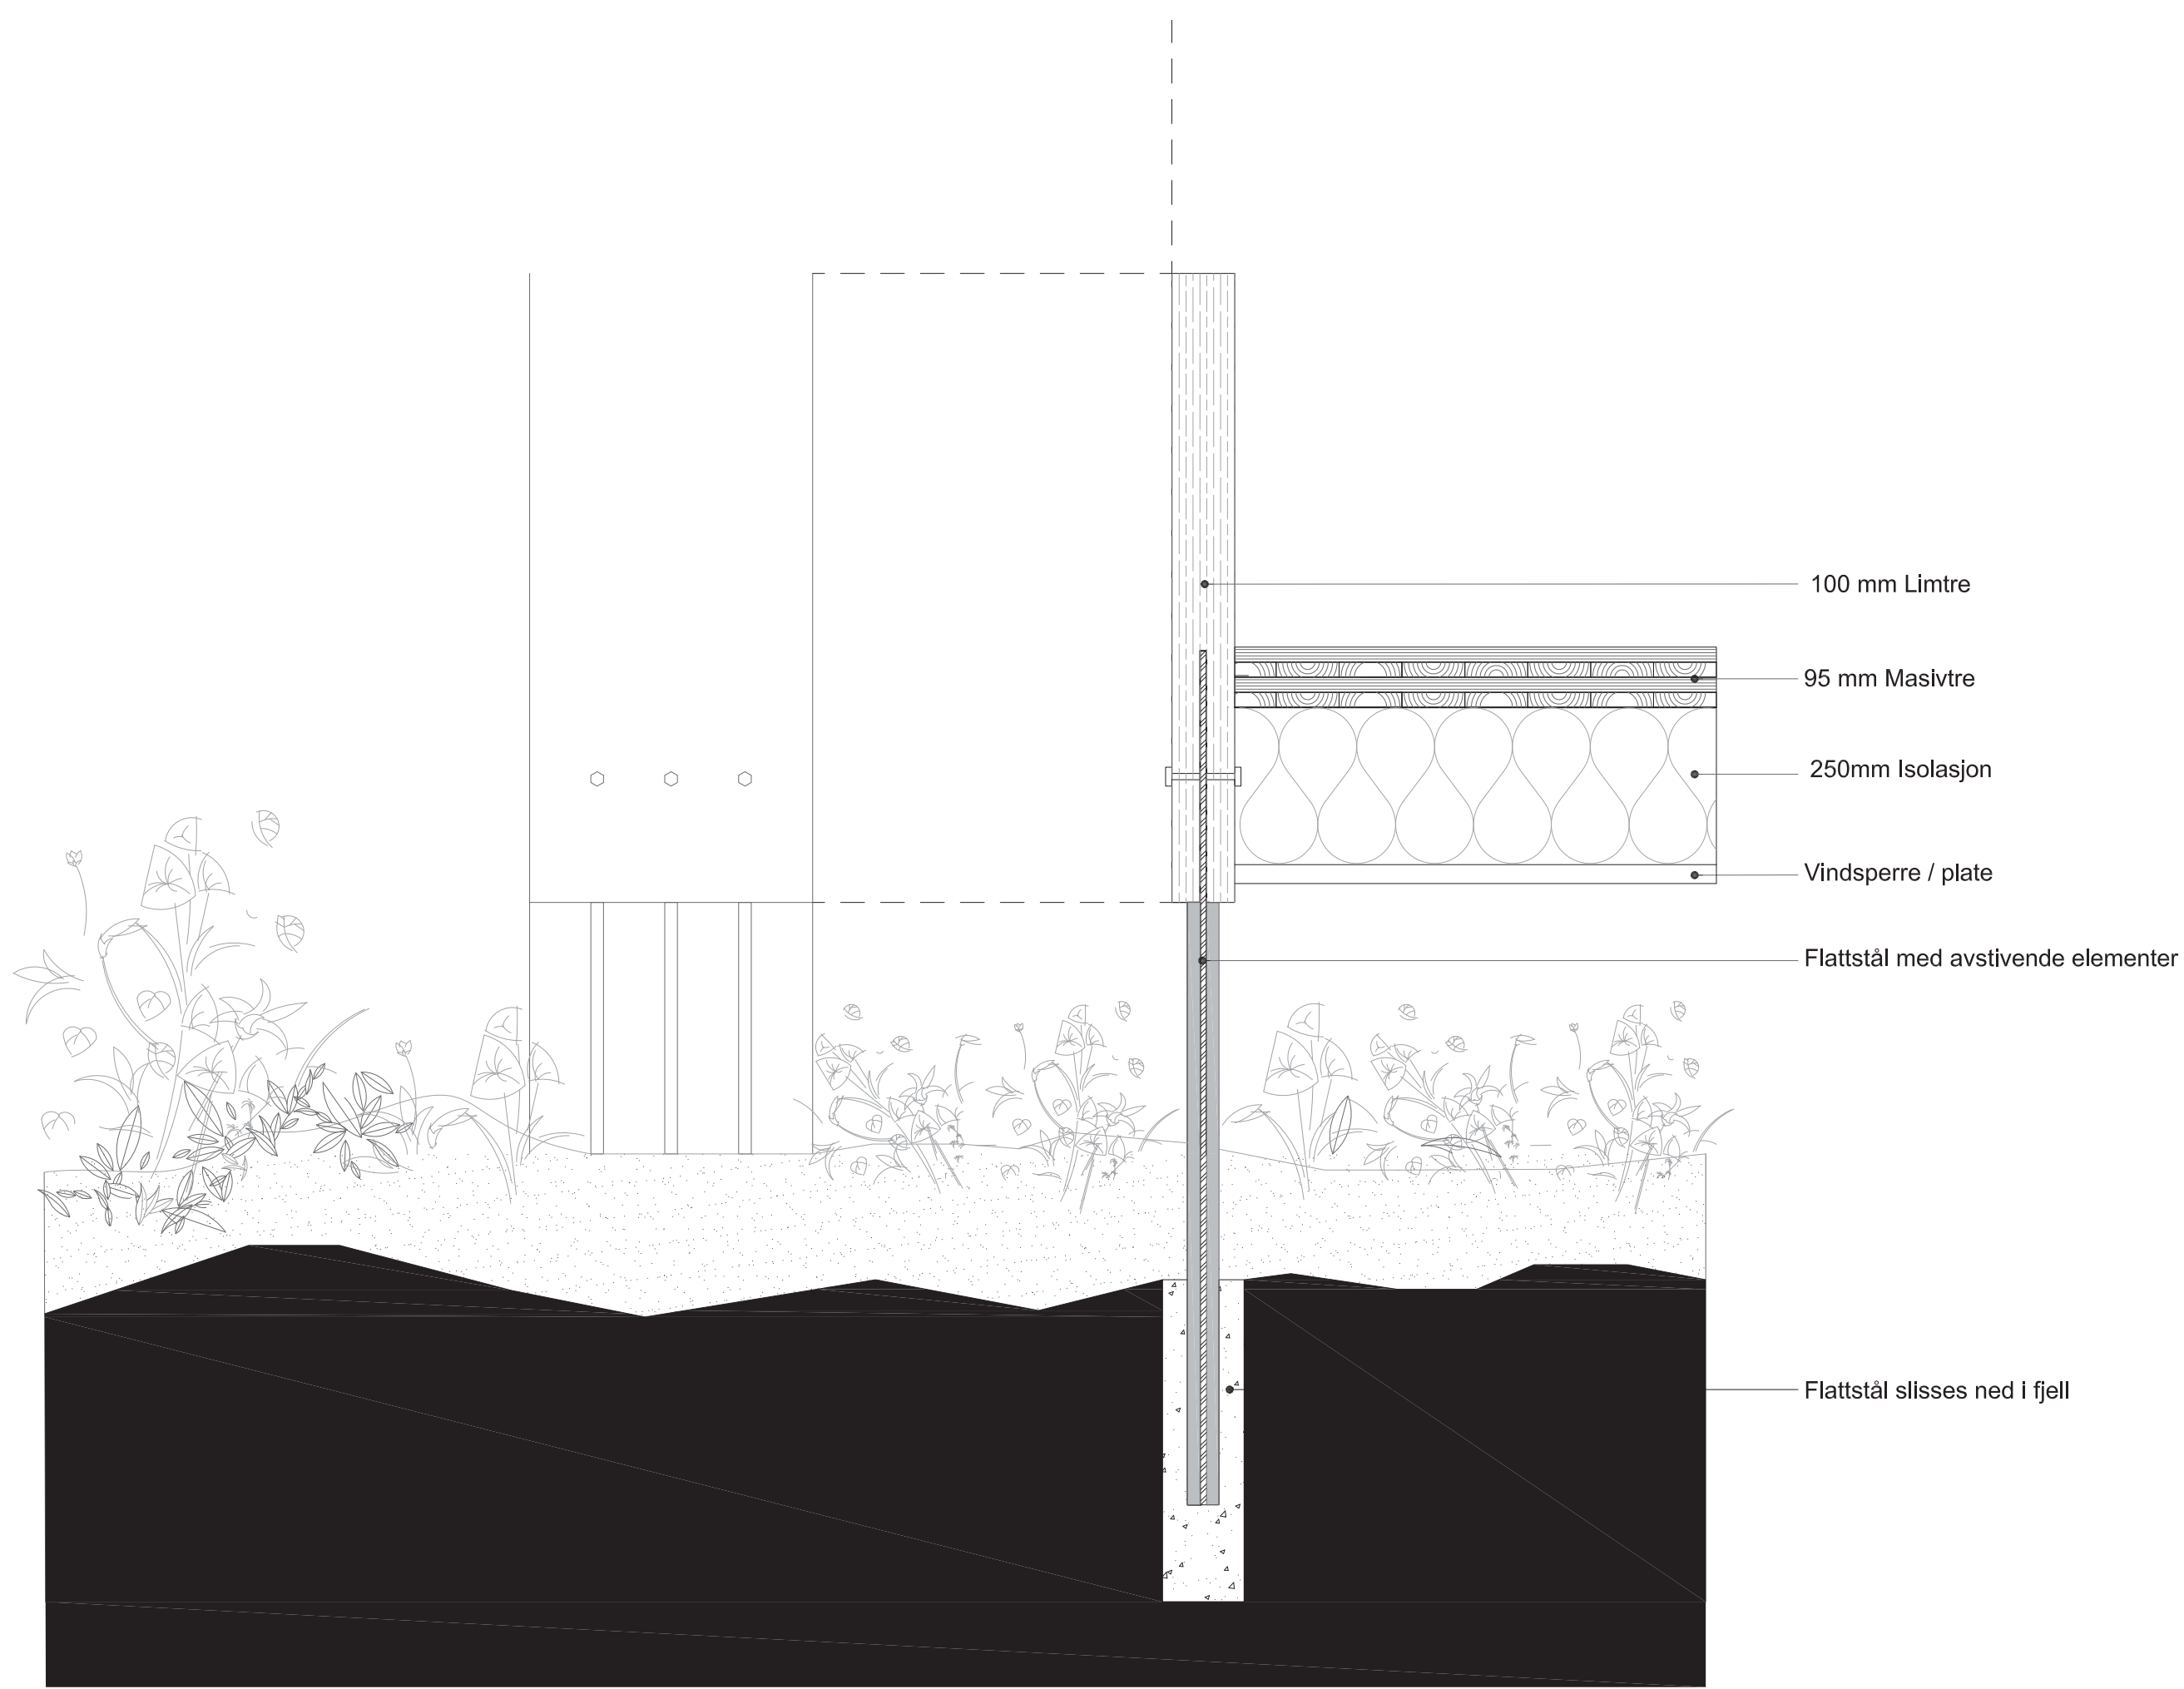 100 mm Limtre
95 mm Masivtre
250mm Isolasjon
Vindsperre / plate
Flattstål med avstivende elementer
Flattstål slisses ned i fjell